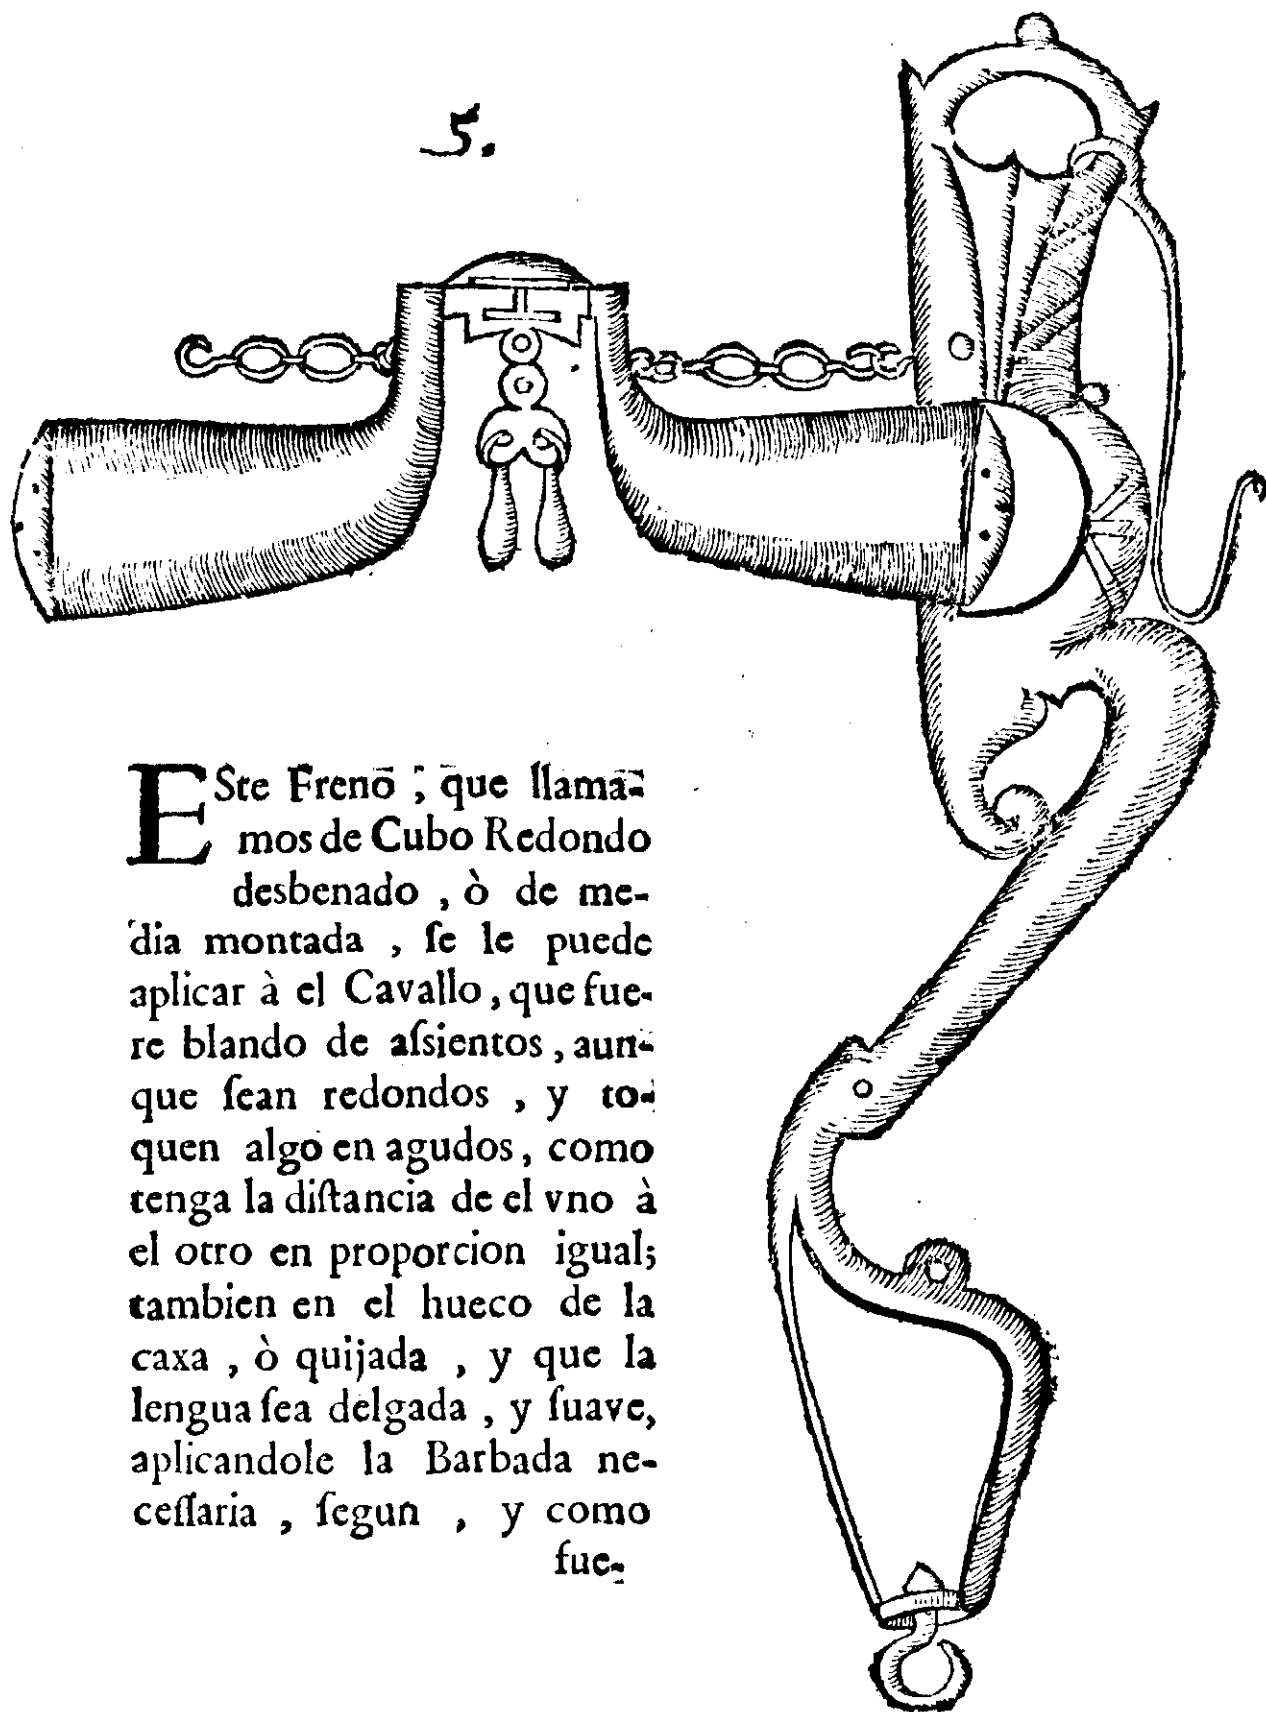 5.
ESte Freno, que llama-
mos de Cubo Redondo
desbenado, ò de me-
dia montada, ſe le puede
aplicar à el Cavallo, que fue-
re blando de aſsientos, aun-
que ſean redondos, y to-
quen algo en agudos, como
tenga la diſtancia de el vno à
el otro en proporcion igual;
tambien en el hueco de la
caxa, ò quijada, y que la
lengua ſea delgada, y ſuave,
aplicandole la Barbada ne-
ceſſaria, ſegun, y como
fue-